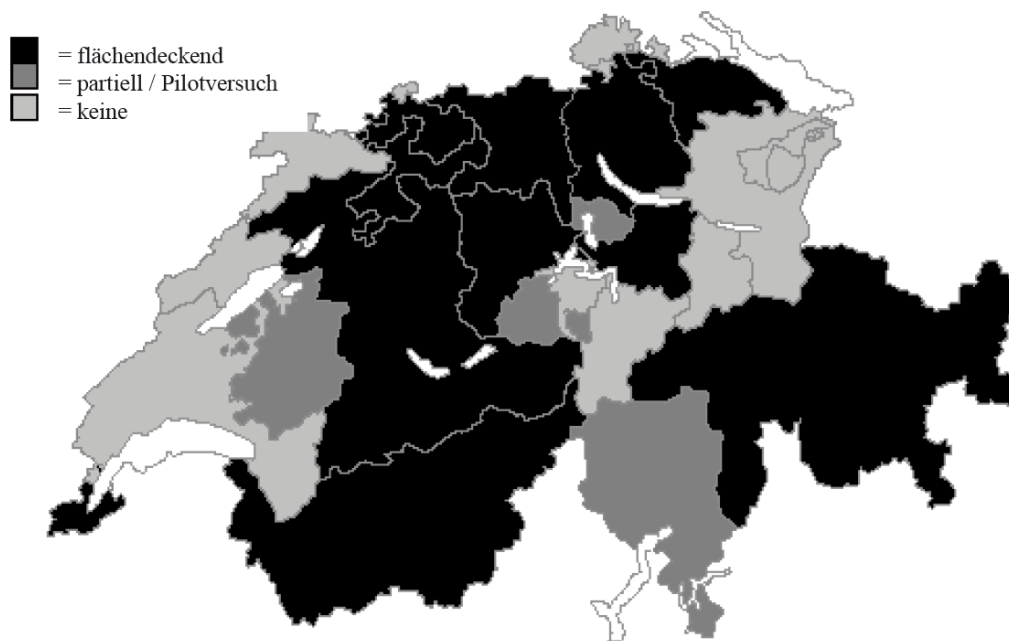 = flächendeckend
= partiell / Pilotversuch
= keine